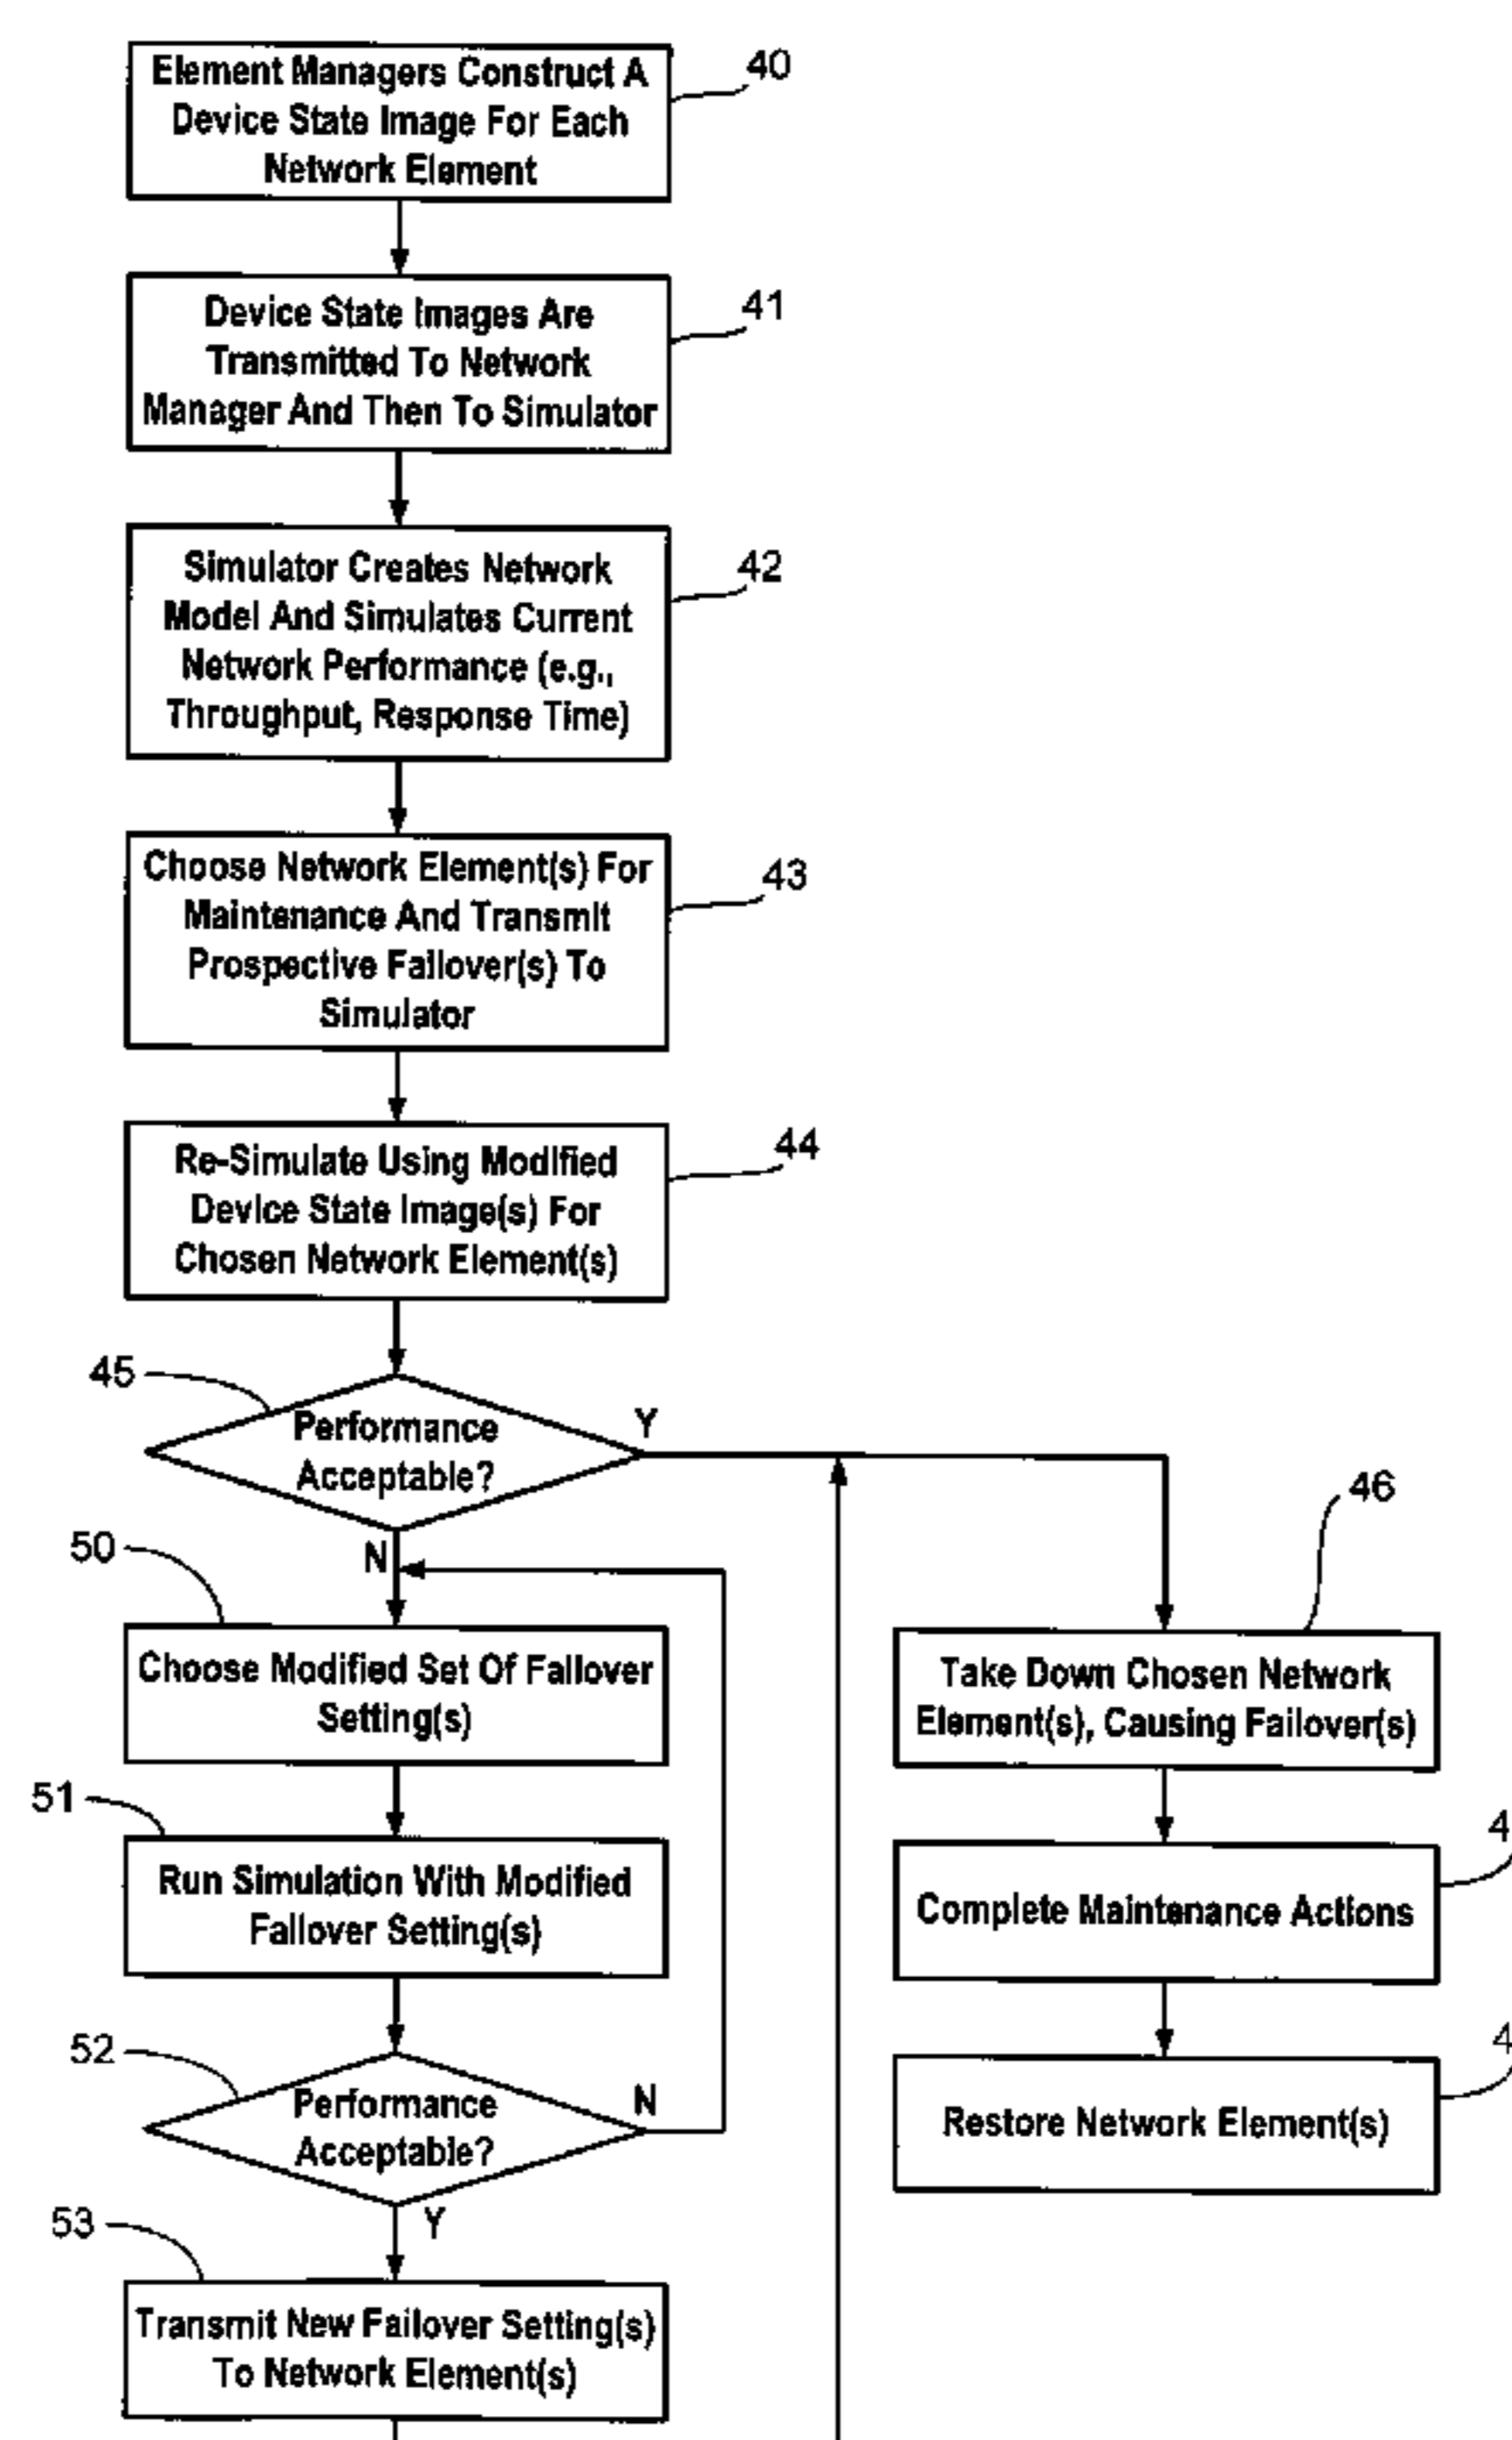 Element Managers Construct A
Device State Image For Each
Network Element
40
Device State Images Are
Transmitted To Network
Manager And Then To Simulator
41
Simulator Creates Network
Model And Simulates Current
Network Performance (e.g.,
Throughput, Response Time)
42
Choose Network Element(s) For
Maintenance And Transmit
Prospective Failover(s) To
Simulator
43
Re-Simulate Using Modified
Device State Image(s) For
Chosen Network Element(s)
44
45
Performance
Acceptable?
Y
N
50
Choose Modified Set Of Failover
Setting(s)
51
Run Simulation With Modified
Failover Setting(s)
52
Performance
Acceptable?
N
Y
53
Transmit New Failover Setting(s)
To Network Element(s)
46
Take Down Chosen Network
Element(s), Causing Failover(s)
4
Complete Maintenance Actions
4
Restore Network Element(s)